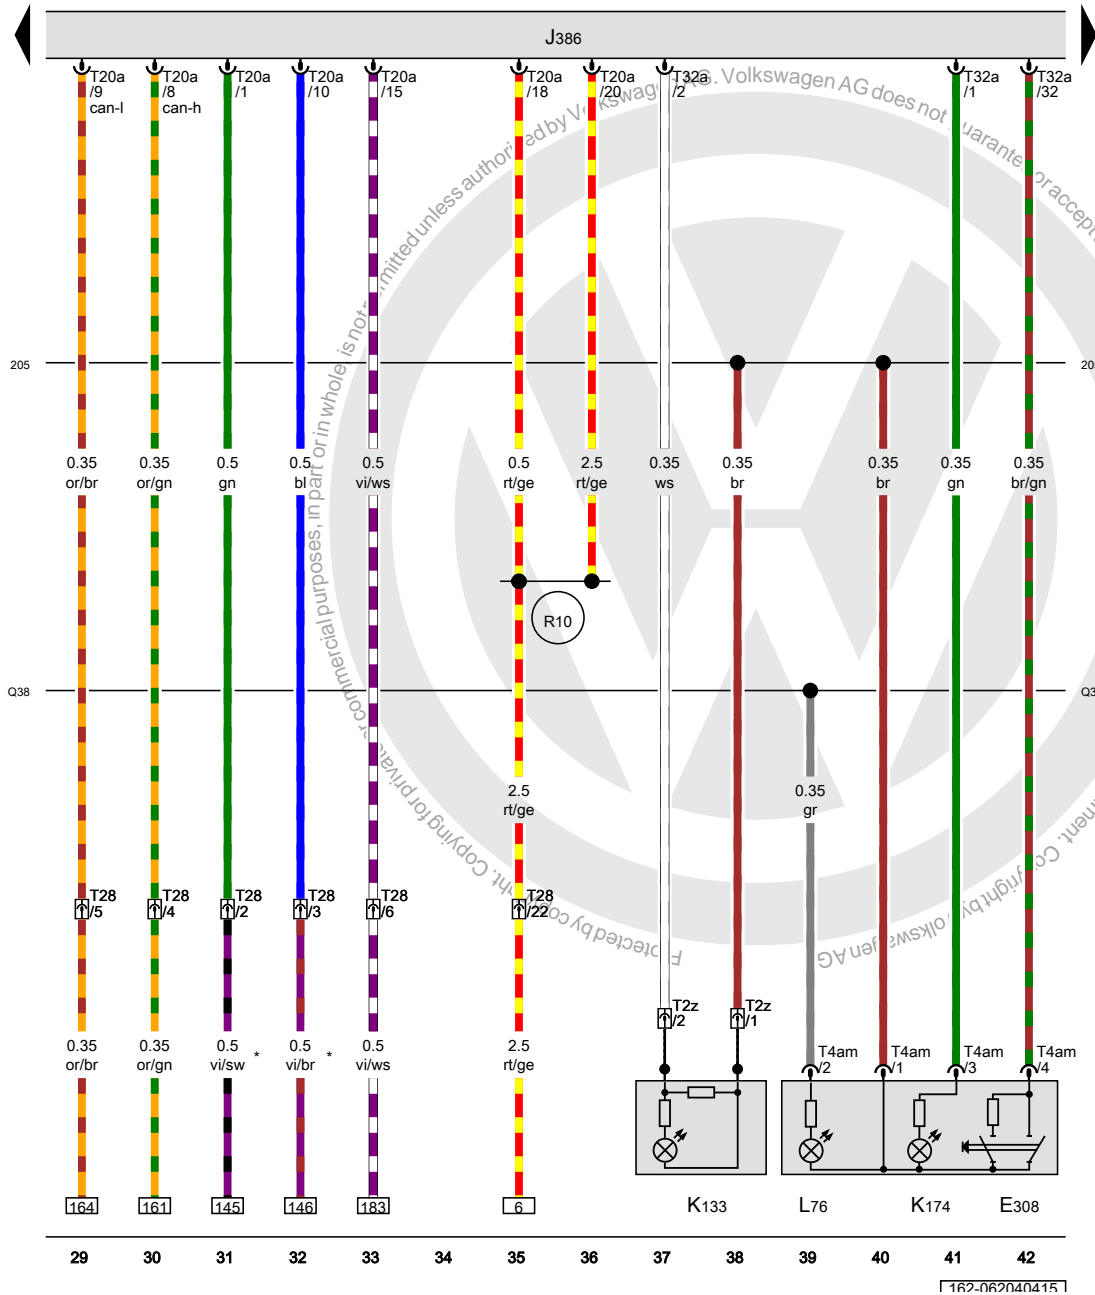 J386
T20a
/9
can-l
T20a
/8
can-h
T20a
/1
T20a
/10
T20a
/15
T20a
/18
T20a
/20
T32a
/2
T32a
/1
T32a
/32
205
20
0.35
or/br
0.35
or/gn
0.5
gn
0.5
bl
0.5
vi/ws
0.5
rt/ge
2.5
rt/ge
0.35
ws
0.35
br
0.35
br
0.35
gn
0.35
br/gn
R10
Q38
Q3
2.5
rt/ge
0.35
gr
T28
/5
T28
/4
T28
/2
T28
/3
T28
/6
T28
/22
T2z
/2
T2z
/1
0.35
or/br
0.35
or/gn
0.5
vi/sw *
0.5
vi/br *
0.5
vi/ws
2.5
rt/ge
T4am
/2
T4am
/1
T4am
/3
T4am
/4
164
161
145
146
183
6
K133
L76
K174
E308
29 30 31 32 33 34 35 36 37 38 39 40 41 42
162-062040415
Protected by copyright. Copying for private or commercial purposes, in part or in whole, is not permitted unless authorised by Volkswagen AG. Volkswagen AG does not guarantee or accept
ment. Copyright by Volkswagen AG